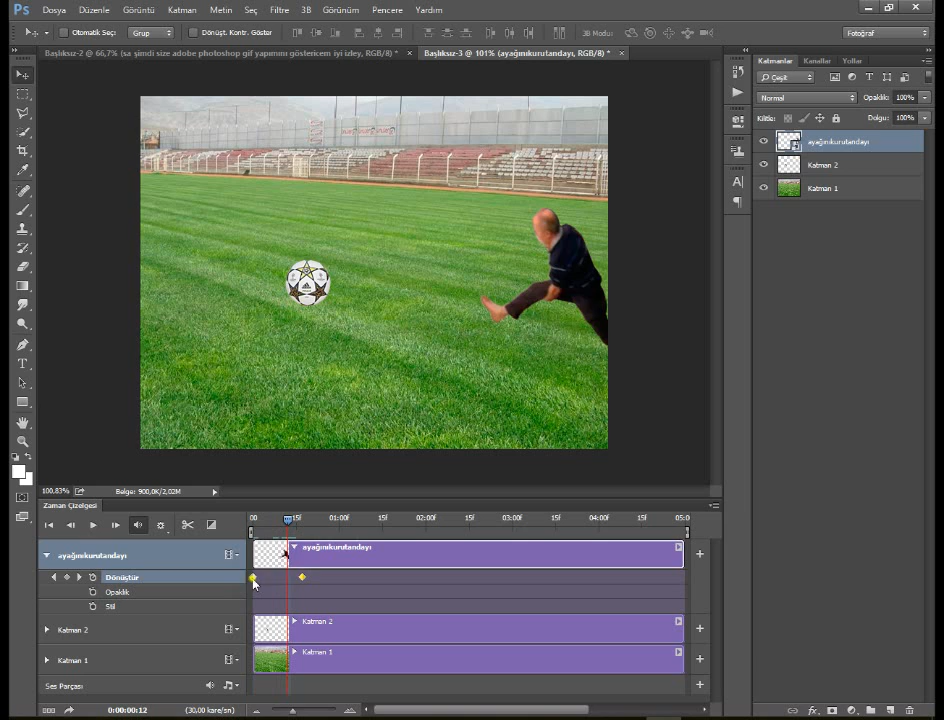 Ps Dosya Düzenle Görüntü Katman Metin Seç Filtre 3B Görünüm Pencere Yardım
Otomatik Seç: Grup Dönüşt. Kontr. Göster 3B Modu: Fotoğraf
Başlıksız-2 @ 66,7% (sa şimdi size adobe photoshop gif yapımını göstericem iyi izley, RGB/8) * × Başlıksız-3 @ 101% (ayağınıkurutandayı, RGB/8) * ×
Katmanlar Kanallar Yollar
Çeşit
Normal Opaklık: 100%
Kilitle: Dolgu: 100%
ayağınıkurutandayı
Katman 2
Katman 1
100,83% Belge: 900,0K/2,02M
Zaman Çizelgesi
00 15f 01:00f 15f 02:00f 15f 03:00f 15f 04:00f 15f 05:0
ayağınıkurutandayı ayağınıkurutandayı
Dönüştür
Opaklık
Stil
Katman 2 Katman 2
Katman 1 Katman 1
Ses Parçası
0:00:00:12 (30,00 kare/sn)